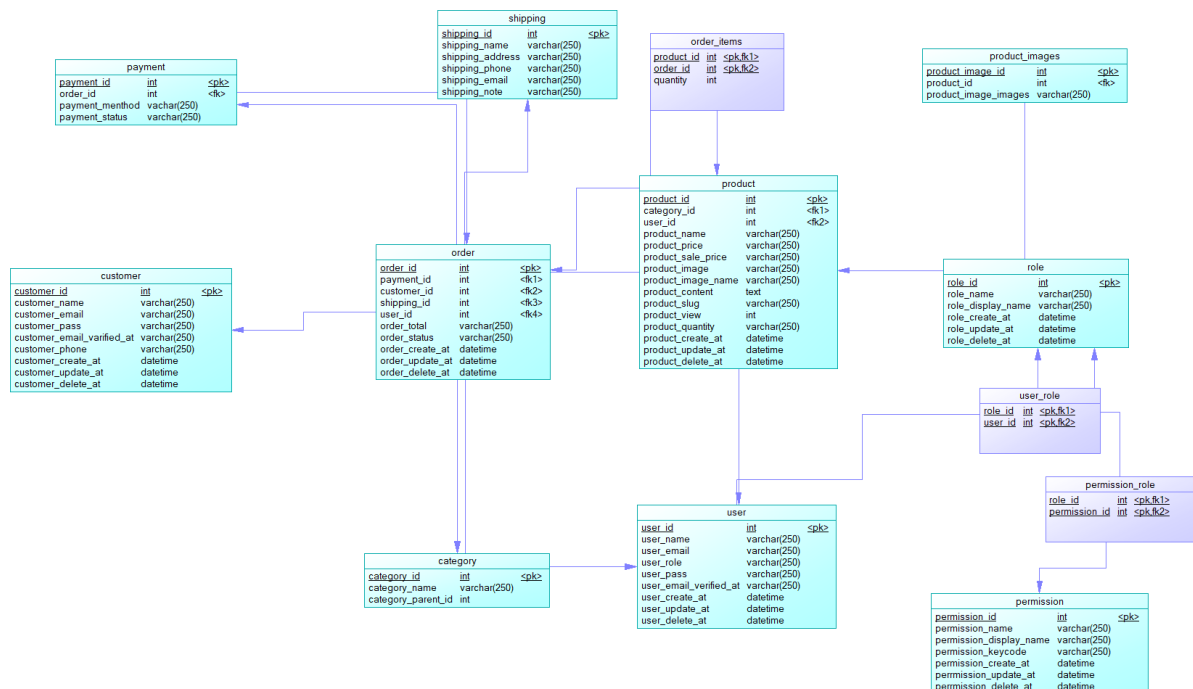 shipping
shipping_id int <pk>
shipping_name varchar(250)
shipping_address varchar(250)
shipping_phone varchar(250)
shipping_email varchar(250)
shipping_note varchar(250)
order_items
product_id int <pk,fk1>
order_id int <pk,fk2>
quantity int
product_images
product_image_id int <pk>
product_id int <fk>
product_image_images varchar(250)
payment
payment_id int <pk>
order_id int <fk>
payment_menthod vachar(250)
payment_status varchar(250)
product
product_id int <pk>
category_id int <fk1>
user_id int <fk2>
product_name varchar(250)
product_price varchar(250)
product_sale_price varchar(250)
product_image varchar(250)
product_image_name varchar(250)
product_content text
product_slug varchar(250)
product_view int
product_quantity varchar(250)
product_create_at datetime
product_update_at datetime
product_delete_at datetime
order
order_id int <pk>
payment_id int <fk1>
customer_id int <fk2>
shipping_id int <fk3>
user_id int <fk4>
order_total varchar(250)
order_status varchar(250)
order_create_at datetime
order_update_at datetime
order_delete_at datetime
customer
customer_id int <pk>
customer_name varchar(250)
customer_email varchar(250)
customer_pass varchar(250)
customer_email_verified_at varchar(250)
customer_phone varchar(250)
customer_create_at datetime
customer_update_at datetime
customer_delete_at datetime
role
role_id int <pk>
role_name varchar(250)
role_display_name varchar(250)
role_create_at datetime
role_update_at datetime
role_delete_at datetime
user_role
role_id int <pk,fk1>
user_id int <pk,fk2>
permission_role
role_id int <pk,fk1>
permission_id int <pk,fk2>
user
user_id int <pk>
user_name varchar(250)
user_email varchar(250)
user_role varchar(250)
user_pass varchar(250)
user_email_verified_at varchar(250)
user_create_at datetime
user_update_at datetime
user_delete_at datetime
category
category_id int <pk>
category_name varchar(250)
category_parent_id int
permission
permission_id int <pk>
permission_name varchar(250)
permission_display_name varchar(250)
permission_keycode varchar(250)
permission_create_at datetime
permission_update_at datetime
permission_delete_at datetime